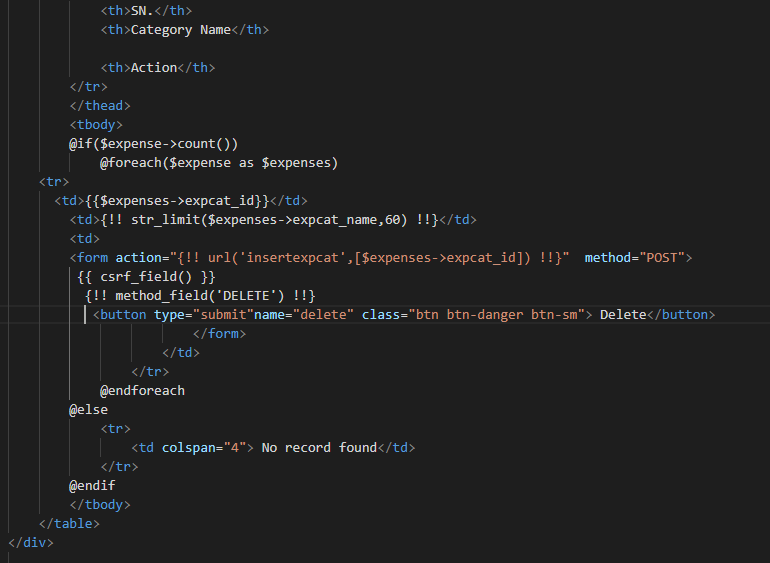 <th>SN.</th>
<th>Category Name</th>
<th>Action</th>
</tr>
</thead>
<tbody>
@if($expense->count())
@foreach($expense as $expenses)
<tr>
<td>{{$expenses->expcat_id}}</td>
<td>{!! str_limit($expenses->expcat_name,60) !!}</td>
<td>
<form action="{!! url('insertexpcat',[$expenses->expcat_id]) !!}"  method="POST">
{{ csrf_field() }}
{!! method_field('DELETE') !!}
<button type="submit"name="delete" class="btn btn-danger btn-sm"> Delete</button>
</form>
</td>
</tr>
@endforeach
@else
<tr>
<td colspan="4"> No record found</td>
</tr>
@endif
</tbody>
</table>
</div>